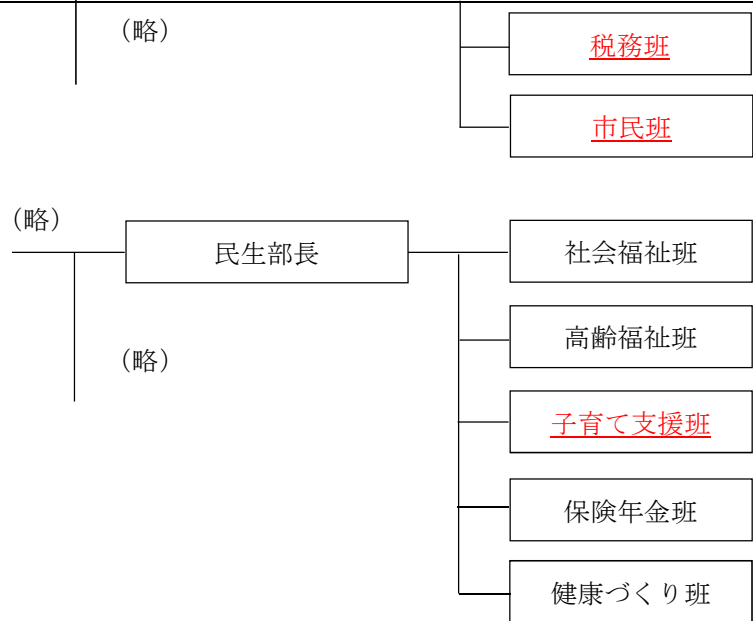 （略）
税務班
市民班
（略）
民生部長
社会福祉班
高齢福祉班
（略）
子育て支援班
保険年金班
健康づくり班